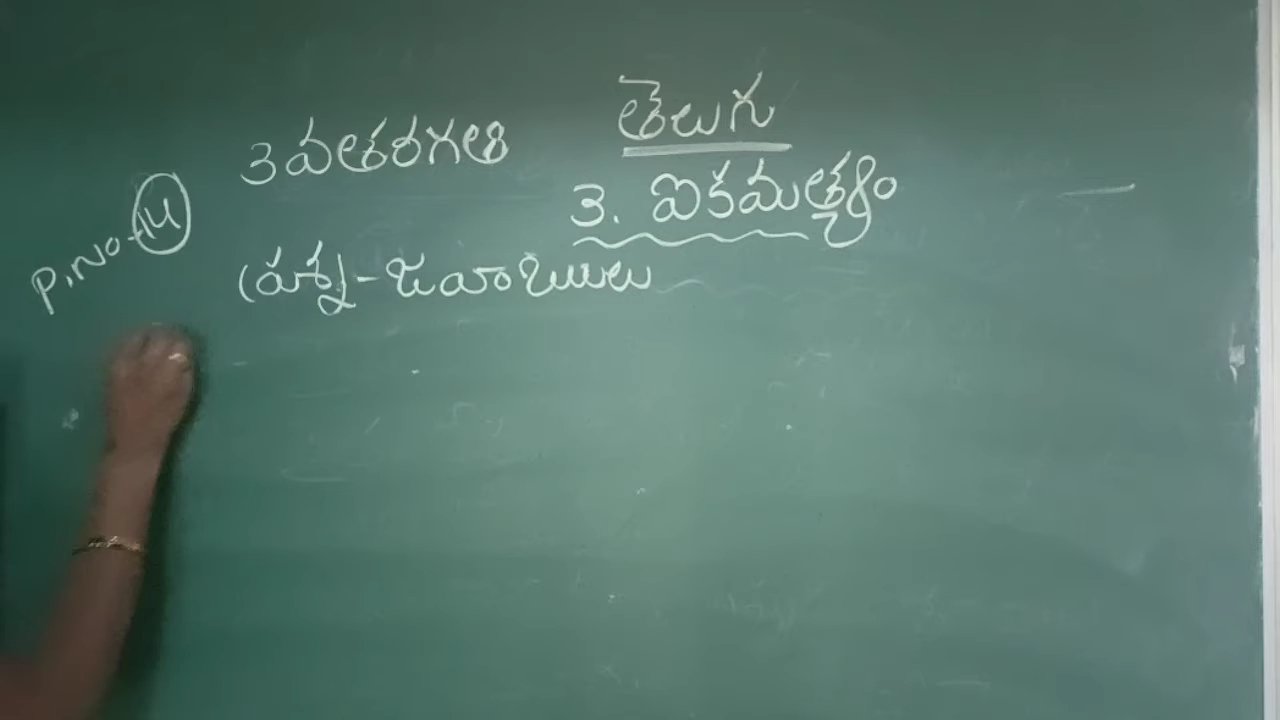 తెలుగు
3వతరగతి
3. ఐకమత్యం
P.No-14
ప్రశ్న - జవాబులు